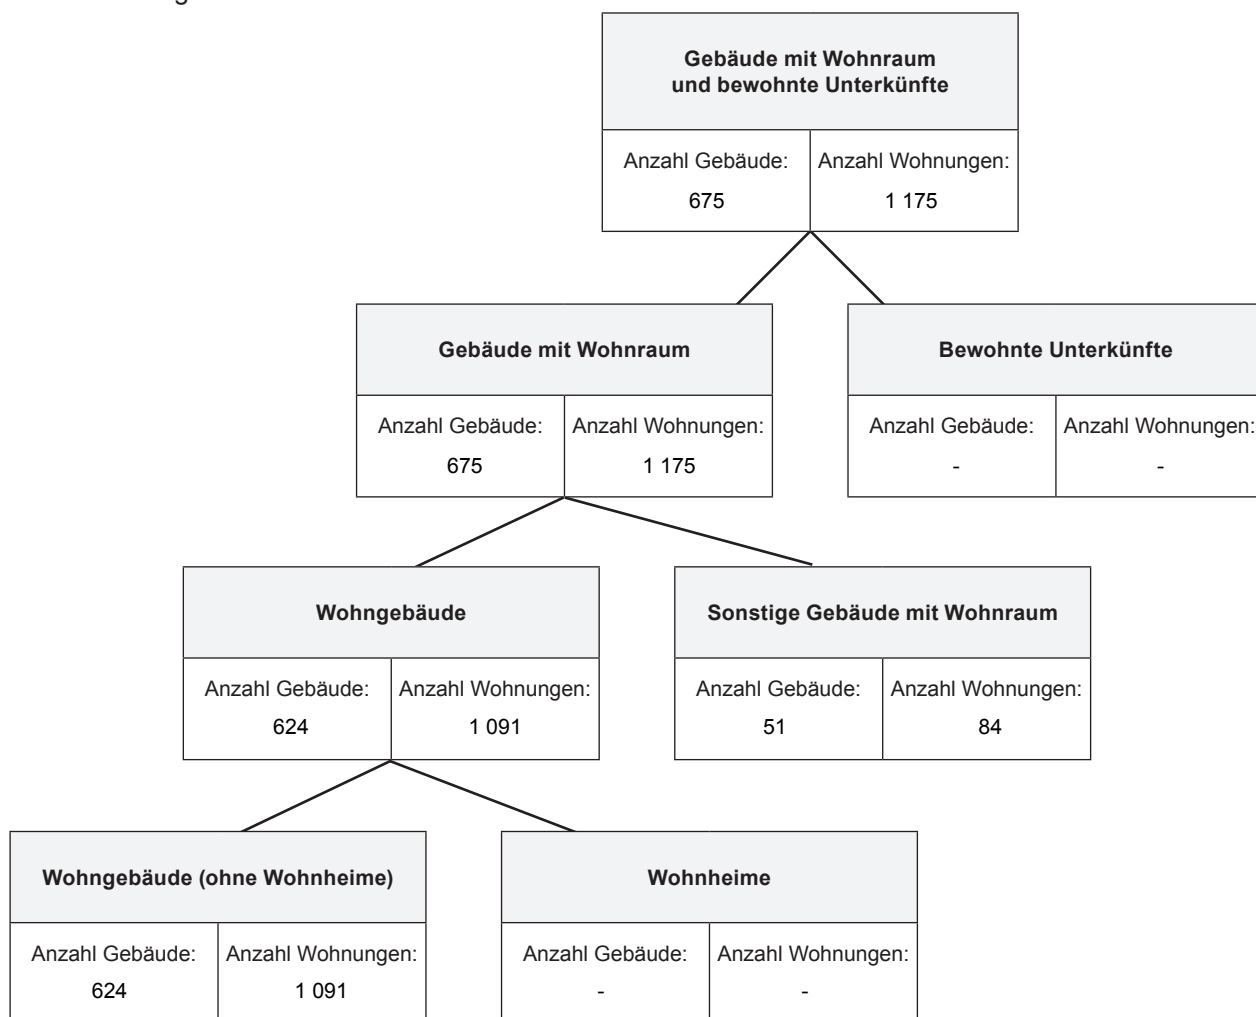 Gebäude mit Wohnraum
und bewohnte Unterkünfte
Anzahl Gebäude: Anzahl Wohnungen:
675 1 175
Gebäude mit Wohnraum
Bewohnte Unterkünfte
Anzahl Gebäude: Anzahl Wohnungen:
675 1 175
Anzahl Gebäude: Anzahl Wohnungen:
- -
Wohngebäude
Sonstige Gebäude mit Wohnraum
Anzahl Gebäude: Anzahl Wohnungen:
624 1 091
Anzahl Gebäude: Anzahl Wohnungen:
51 84
Wohngebäude (ohne Wohnheime)
Wohnheime
Anzahl Gebäude: Anzahl Wohnungen:
624 1 091
Anzahl Gebäude: Anzahl Wohnungen:
- -